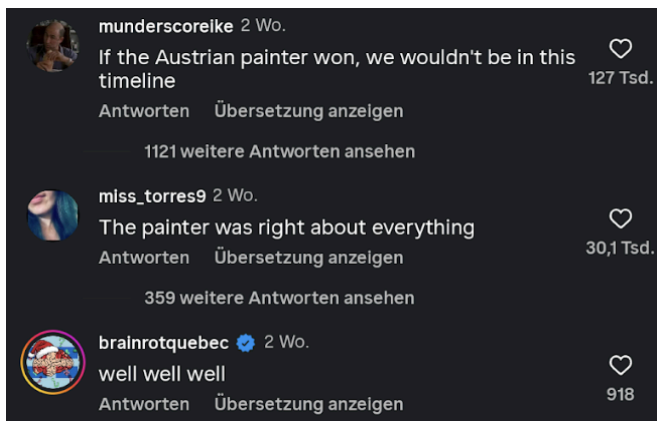 munderscoreike 2 Wo.
If the Austrian painter won, we wouldn't be in this
timeline
127 Tsd.
Antworten Übersetzung anzeigen
1121 weitere Antworten ansehen
miss_torres9 2 Wo.
The painter was right about everything
30,1 Tsd.
Antworten Übersetzung anzeigen
359 weitere Antworten ansehen
brainrotquebec 2 Wo.
well well well
918
Antworten Übersetzung anzeigen